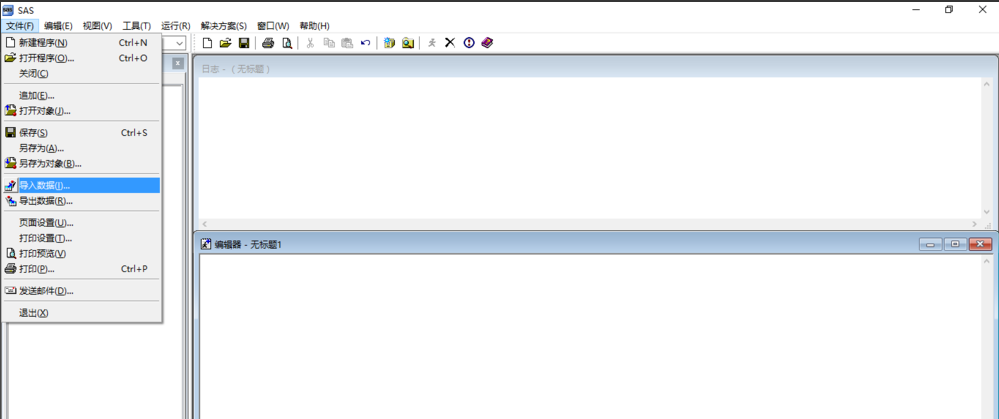 SAS
文件(F) 编辑(E) 视图(V) 工具(T) 运行(R) 解决方案(S) 窗口(W) 帮助(H)
新建程序(N) Ctrl+N
打开程序(O)... Ctrl+O
关闭(C)
追加(E)...
打开对象(J)...
保存(S) Ctrl+S
另存为(A)...
另存为对象(B)...
导入数据(I)...
导出数据(R)...
页面设置(U)...
打印设置(T)...
打印预览(V)
打印(P)... Ctrl+P
发送邮件(D)...
退出(X)
日志 - (无标题)
编辑器 - 无标题1